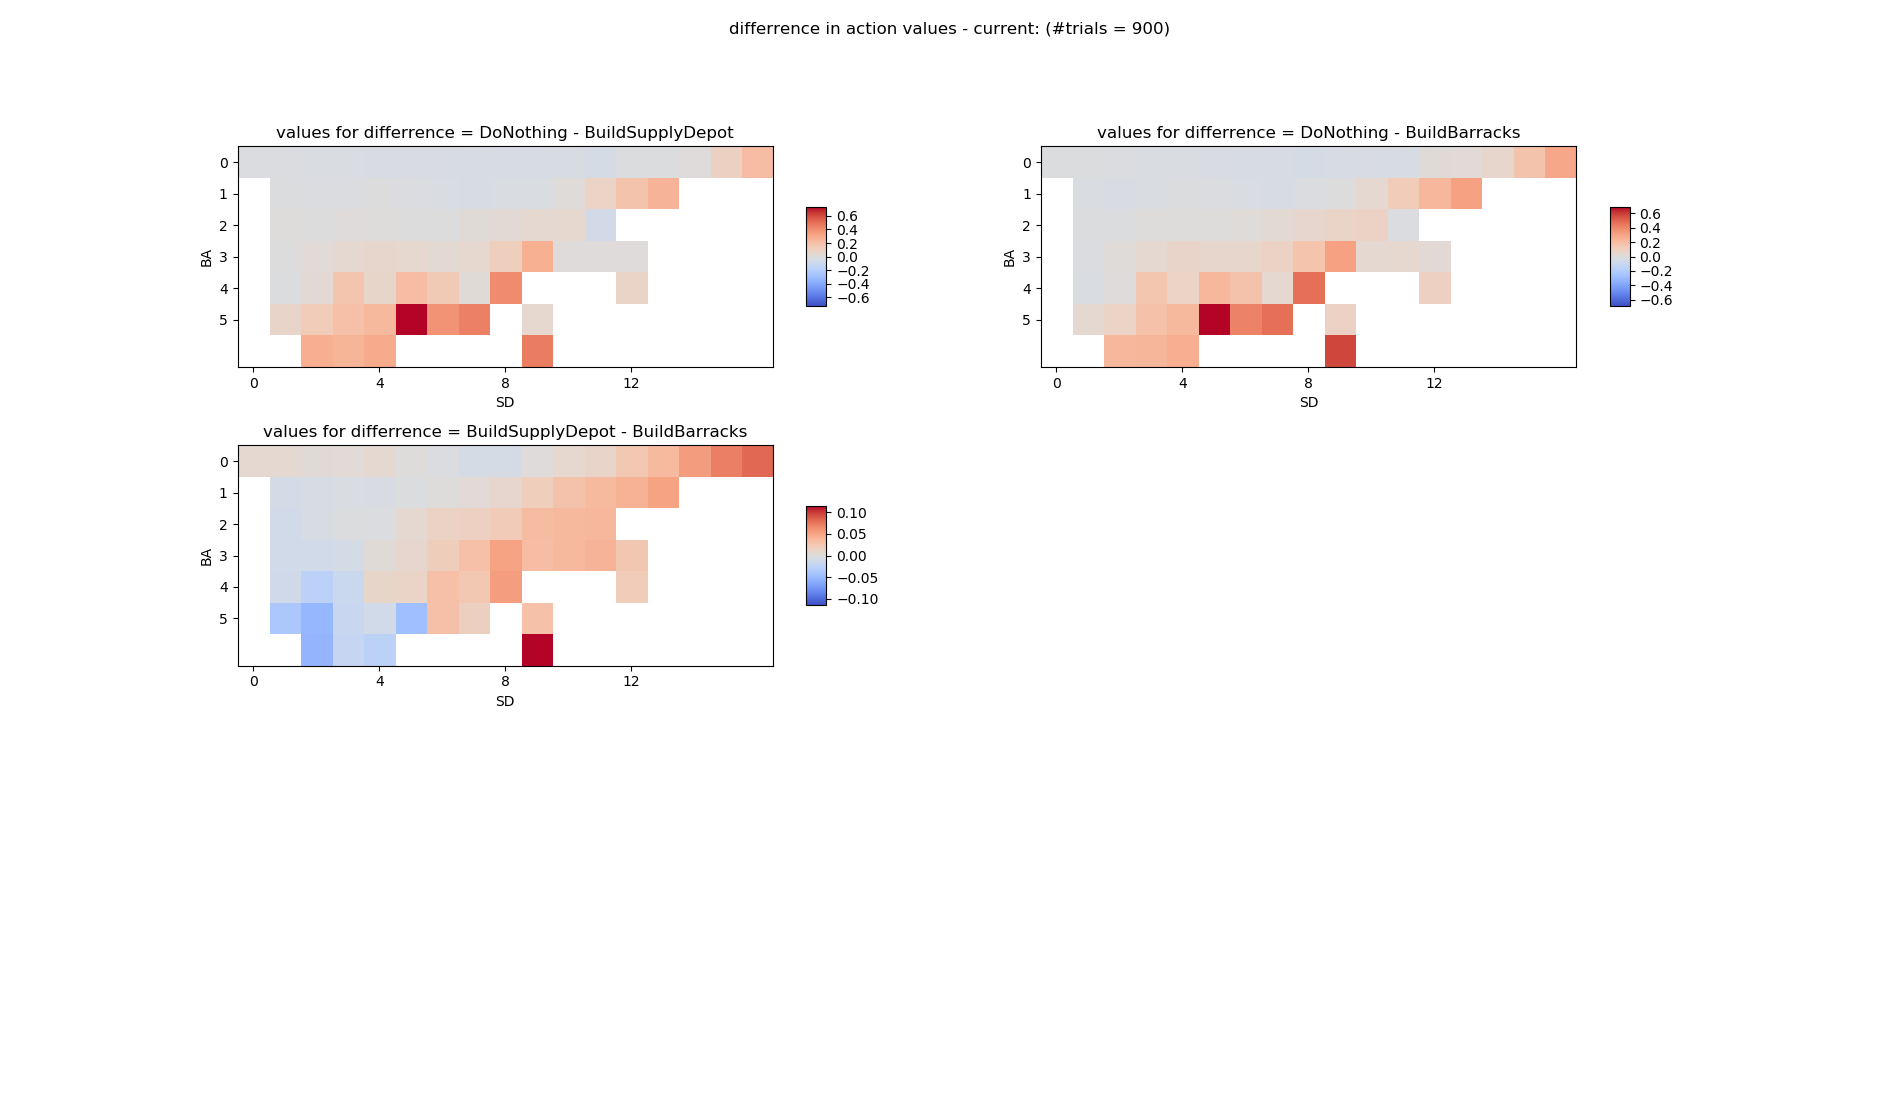 differrence in action values - current: (#trials = 900)
values for differrence = DoNothing - BuildSupplyDepot
0
1
2
3
4
5
BA
0 4 8 12
SD
0.6
0.4
0.2
0.0
−0.2
−0.4
−0.6
values for differrence = DoNothing - BuildBarracks
0
1
2
3
4
5
BA
0 4 8 12
SD
0.6
0.4
0.2
0.0
−0.2
−0.4
−0.6
values for differrence = BuildSupplyDepot - BuildBarracks
0
1
2
3
4
5
BA
0 4 8 12
SD
0.10
0.05
0.00
−0.05
−0.10